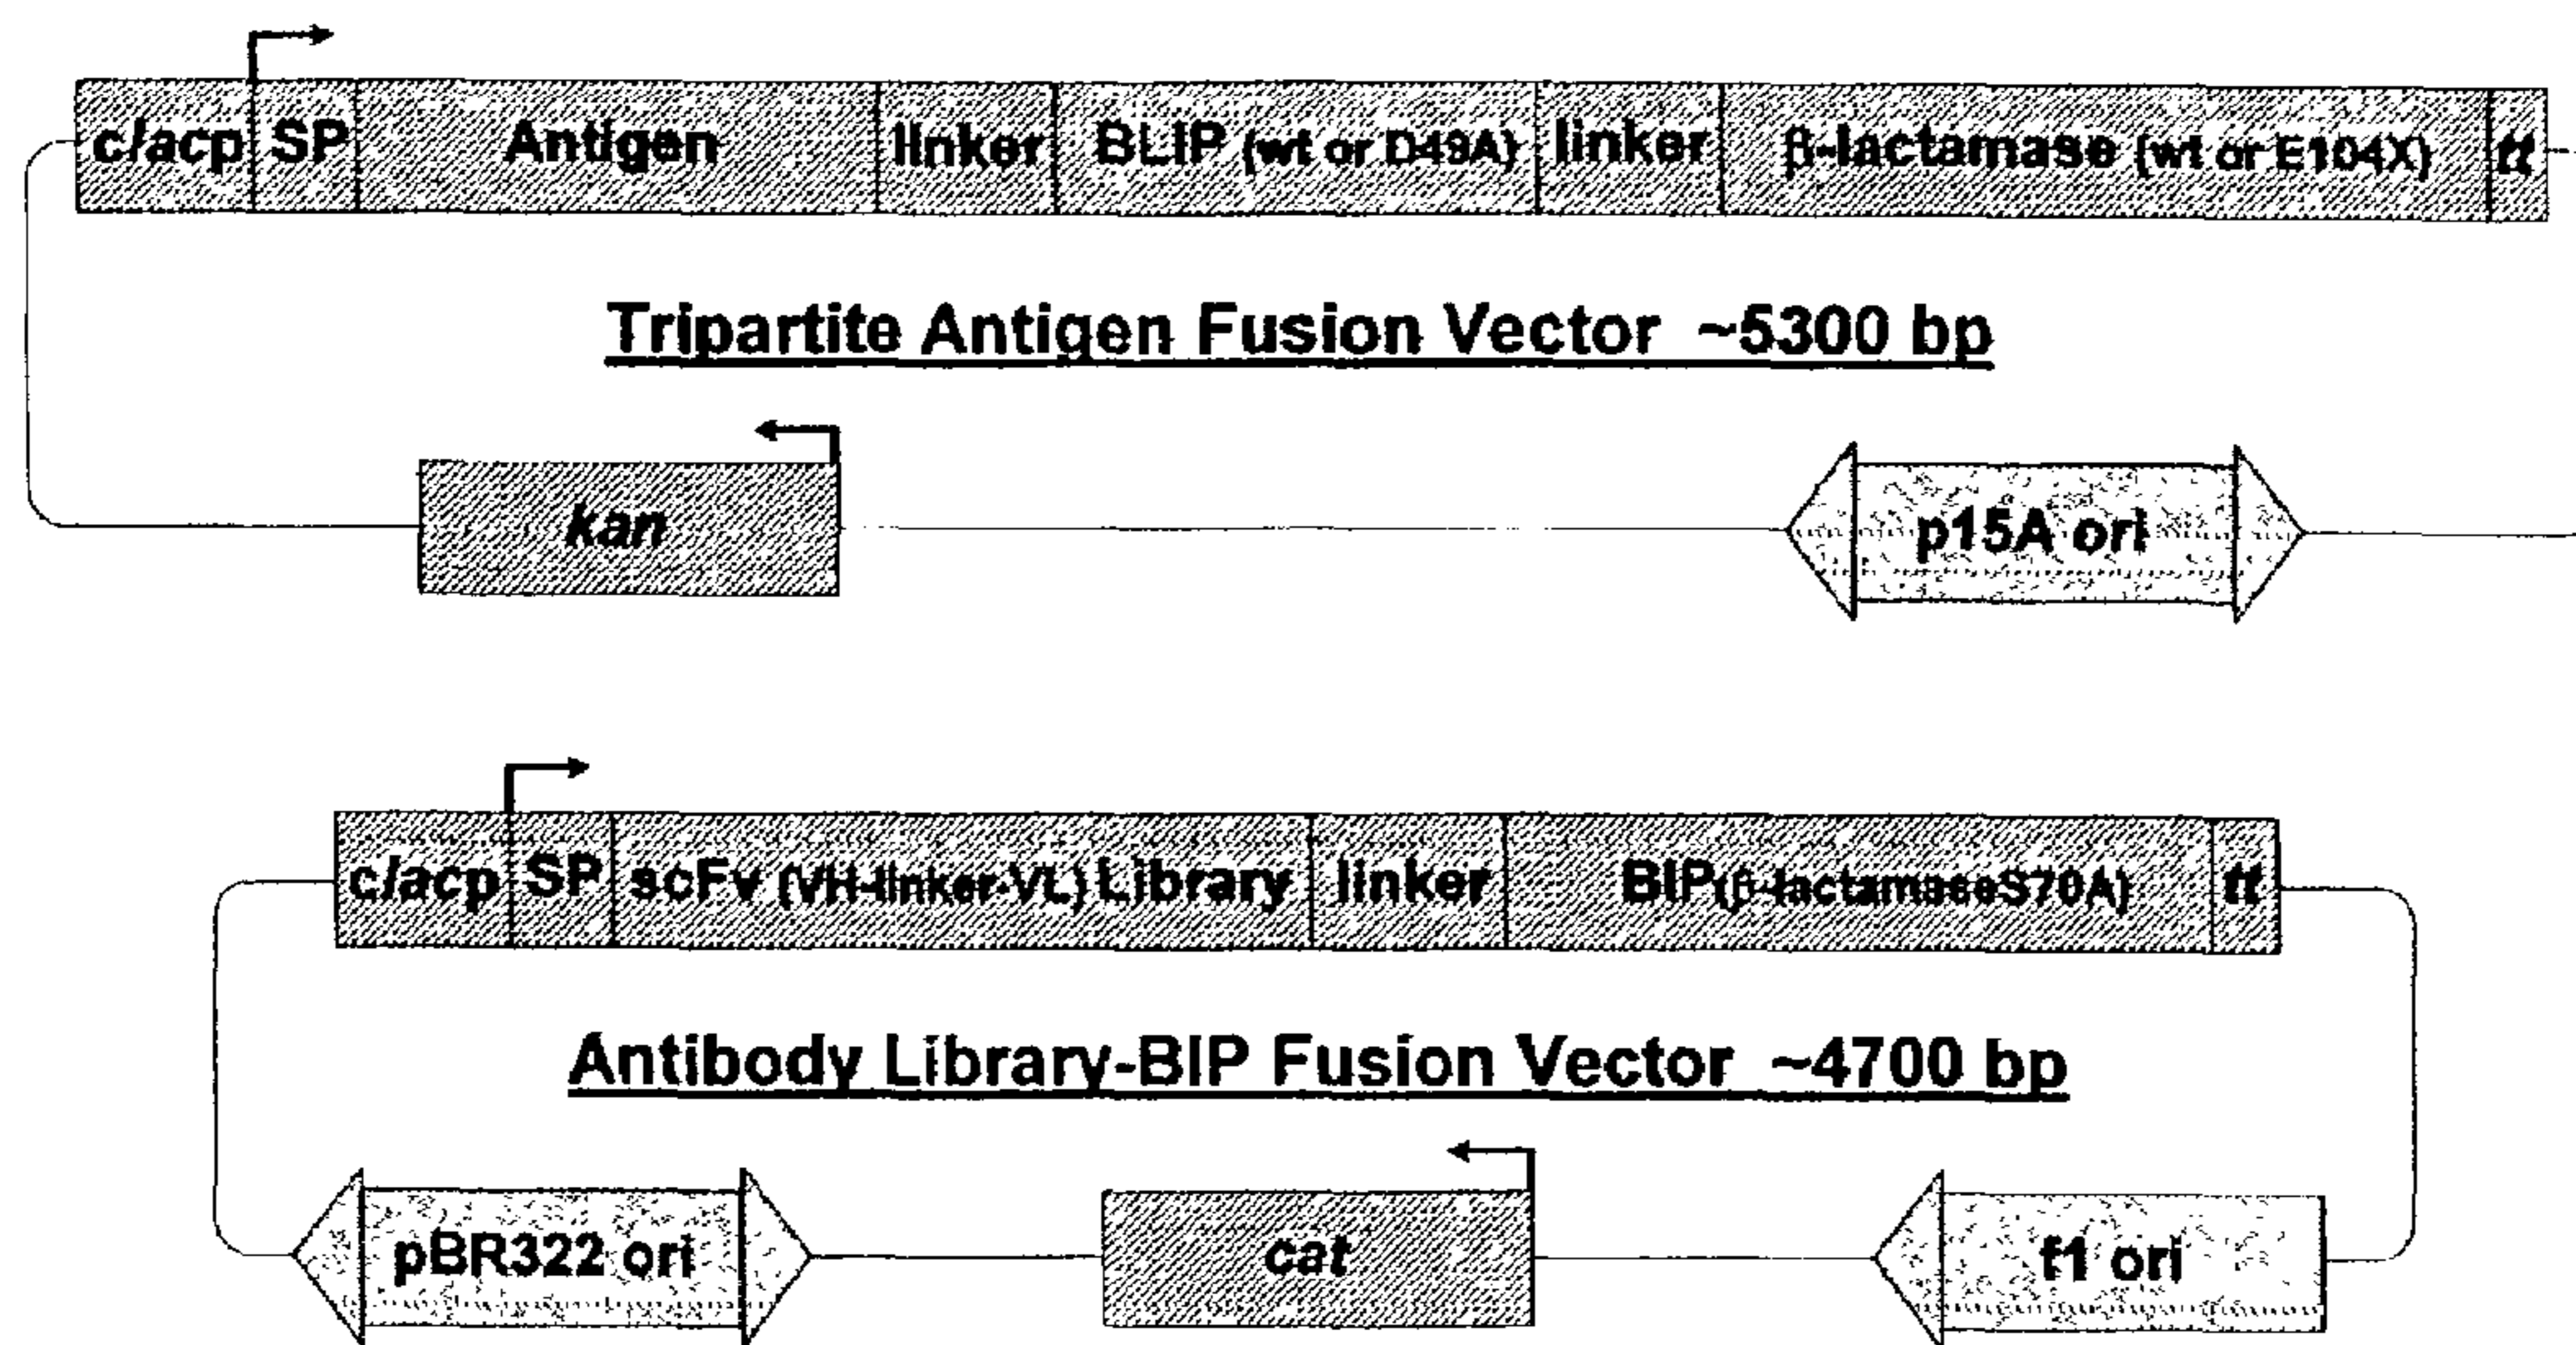 c/acp SP Antigen linker BLIP (wt or D49A) linker β-lactamase (wt or E104X) tt
Tripartite Antigen Fusion Vector ~5300 bp
kan p15A ori
c/acp SP scFv (VH-linker-VL) Library linker BIP(β-lactamaseS70A) tt
Antibody Library-BIP Fusion Vector ~4700 bp
pBR322 ori cat f1 ori